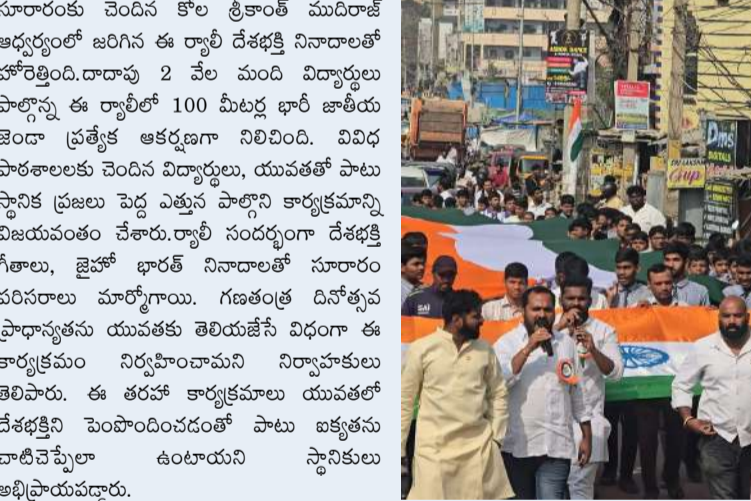 సూరారంకు చెందిన కోల శ్రీకాంత్ ముదిరాజ్
ఆధ్వర్యంలో జరిగిన ఈ ర్యాలీ దేశభక్తి నినాదాలతో
హోరెత్తింది.దాదాపు 2 వేల మంది విద్యార్థులు
పాల్గొన్న ఈ ర్యాలీలో 100 మీటర్ల భారీ జాతీయ
జెండా ప్రత్యేక ఆకర్షణగా నిలిచింది. వివిధ
పాఠశాలలకు చెందిన విద్యార్థులు, యువతతో పాటు
స్థానిక ప్రజలు పెద్ద ఎత్తున పాల్గొని కార్యక్రమాన్ని
విజయవంతం చేశారు.ర్యాలీ సందర్భంగా దేశభక్తి
గీతాలు, జైహో భారత్ నినాదాలతో సూరారం
పరిసరాలు మార్మోగాయి. గణతంత్ర దినోత్సవ
ప్రాధాన్యతను యువతకు తెలియజేసే విధంగా ఈ
కార్యక్రమం నిర్వహించామని నిర్వాహకులు
తెలిపారు. ఈ తరహా కార్యక్రమాలు యువతలో
దేశభక్తిని పెంపొందించడంతో పాటు ఐక్యతను
చాటిచెప్పేలా ఉంటాయని స్థానికులు
అభిప్రాయపడ్డారు.
DIGITALS
SAI